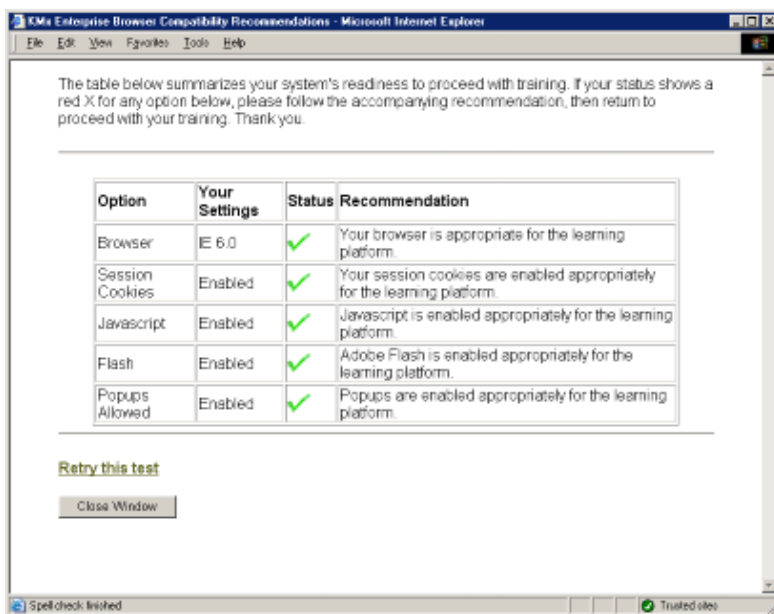 KMx Enterprise Browser Compatibility Recommendations - Microsoft Internet Explorer
File Edit View Favorites Tools Help
The table below summarizes your system's readiness to proceed with training. If your status shows a
red X for any option below, please follow the accompanying recommendation, then return to
proceed with your training. Thank you.
Option Your Settings Status Recommendation
Browser IE 6.0 Your browser is appropriate for the learning
platform.
Session Cookies Enabled Your session cookies are enabled appropriately
for the learning platform.
Javascript Enabled Javascript is enabled appropriately for the learning
platform.
Flash Enabled Adobe Flash is enabled appropriately for the
learning platform.
Popups Allowed Enabled Popups are enabled appropriately for the learning
platform.
Retry this test
Close Window
Spell check finished Trusted sites